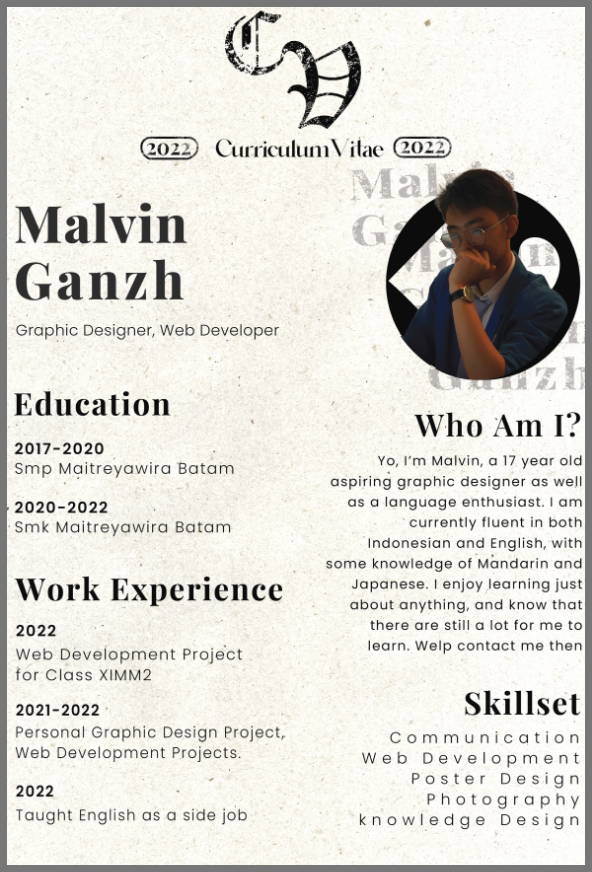 CV
2022 Curriculum Vitae 2022
Malvin
Ganzh
Graphic Designer, Web Developer
Education
2017-2020
Smp Maitreyawira Batam
2020-2022
Smk Maitreyawira Batam
Work Experience
2022
Web Development Project
for Class XIMM2
2021-2022
Personal Graphic Design Project,
Web Development Projects.
2022
Taught English as a side job
Malvin
Ganzh
Who Am I?
Yo, I'm Malvin, a 17 year old
aspiring graphic designer as well
as a language enthusiast. I am
currently fluent in both
Indonesian and English, with
some knowledge of Mandarin and
Japanese. I enjoy learning just
about anything, and know that
there are still a lot for me to
learn. Welp contact me then
Skillset
Communication
Web Development
Poster Design
Photography
knowledge Design